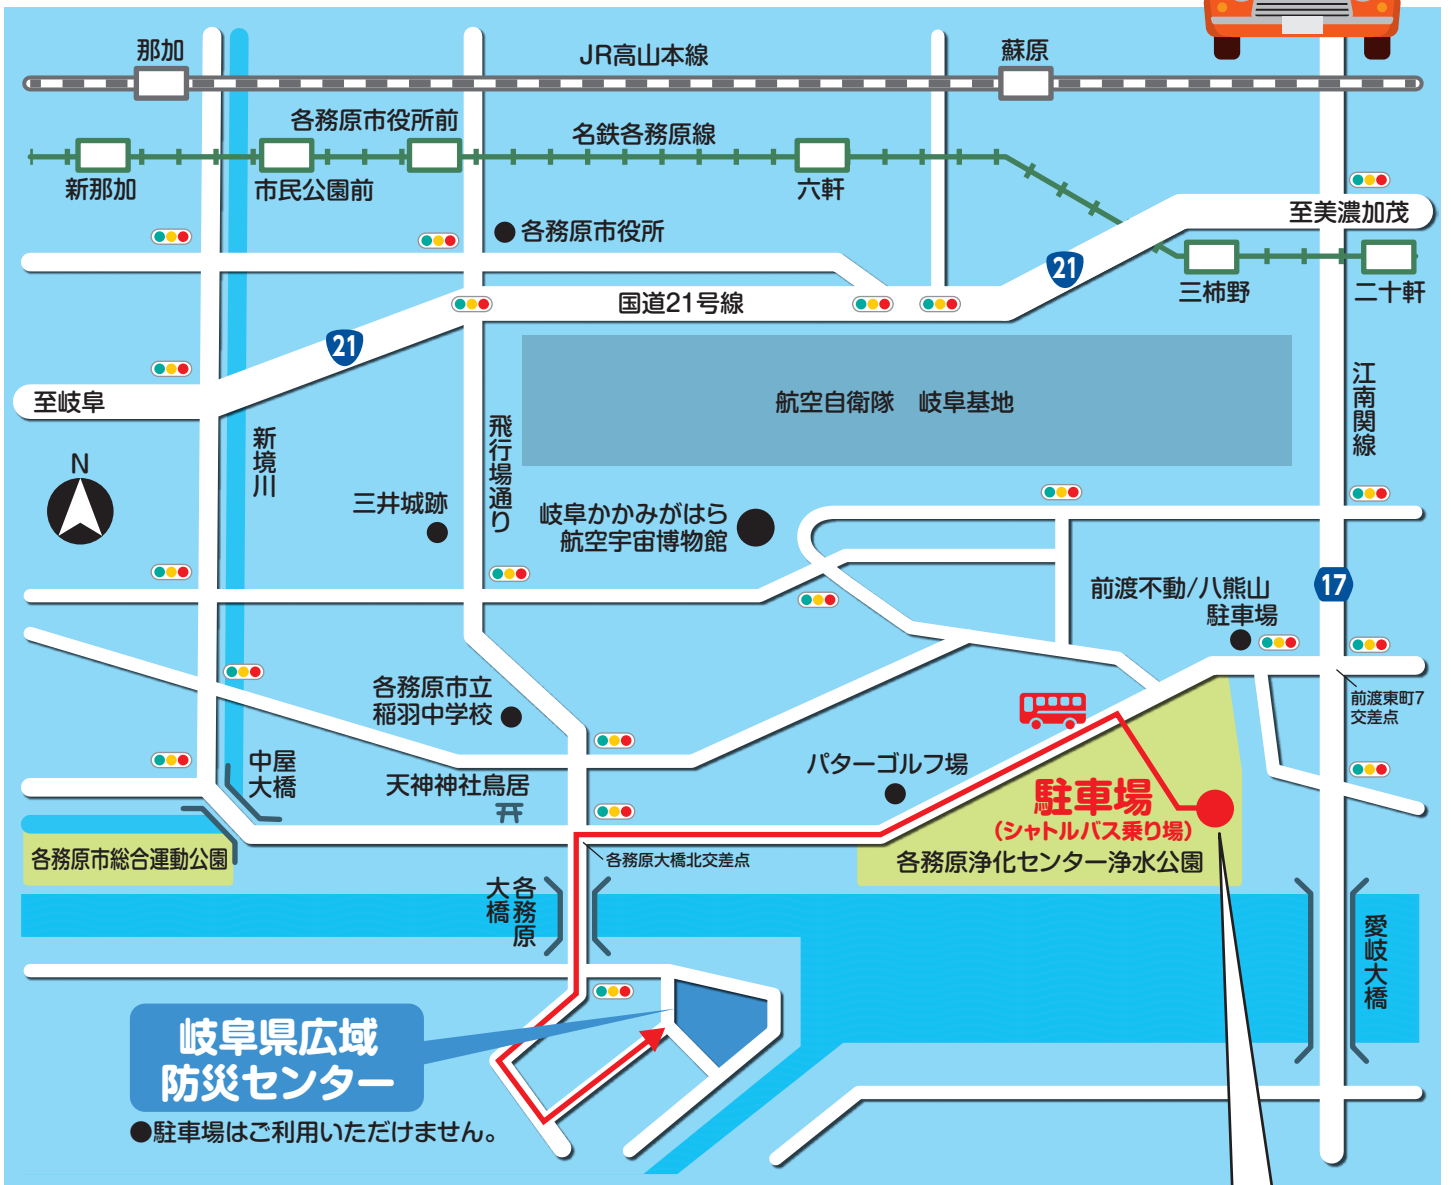 那加
JR高山本線
蘇原
各務原市役所前
名鉄各務原線
新那加
市民公園前
六軒
至美濃加茂
各務原市役所
21
三柿野
二十軒
国道21号線
21
至岐阜
航空自衛隊 岐阜基地
江南関線
新境川
飛行場通り
N
三井城跡
岐阜かかみがはら
航空宇宙博物館
前渡不動/八熊山
駐車場
17
各務原市立
稲羽中学校
前渡東町7
交差点
中屋
大橋
天神神社鳥居
パターゴルフ場
駐車場
(シャトルバス乗り場)
各務原市総合運動公園
各務原大橋北交差点
各務原浄化センター浄水公園
各務原
大橋
愛岐大橋
岐阜県広域
防災センター
●駐車場はご利用いただけません。